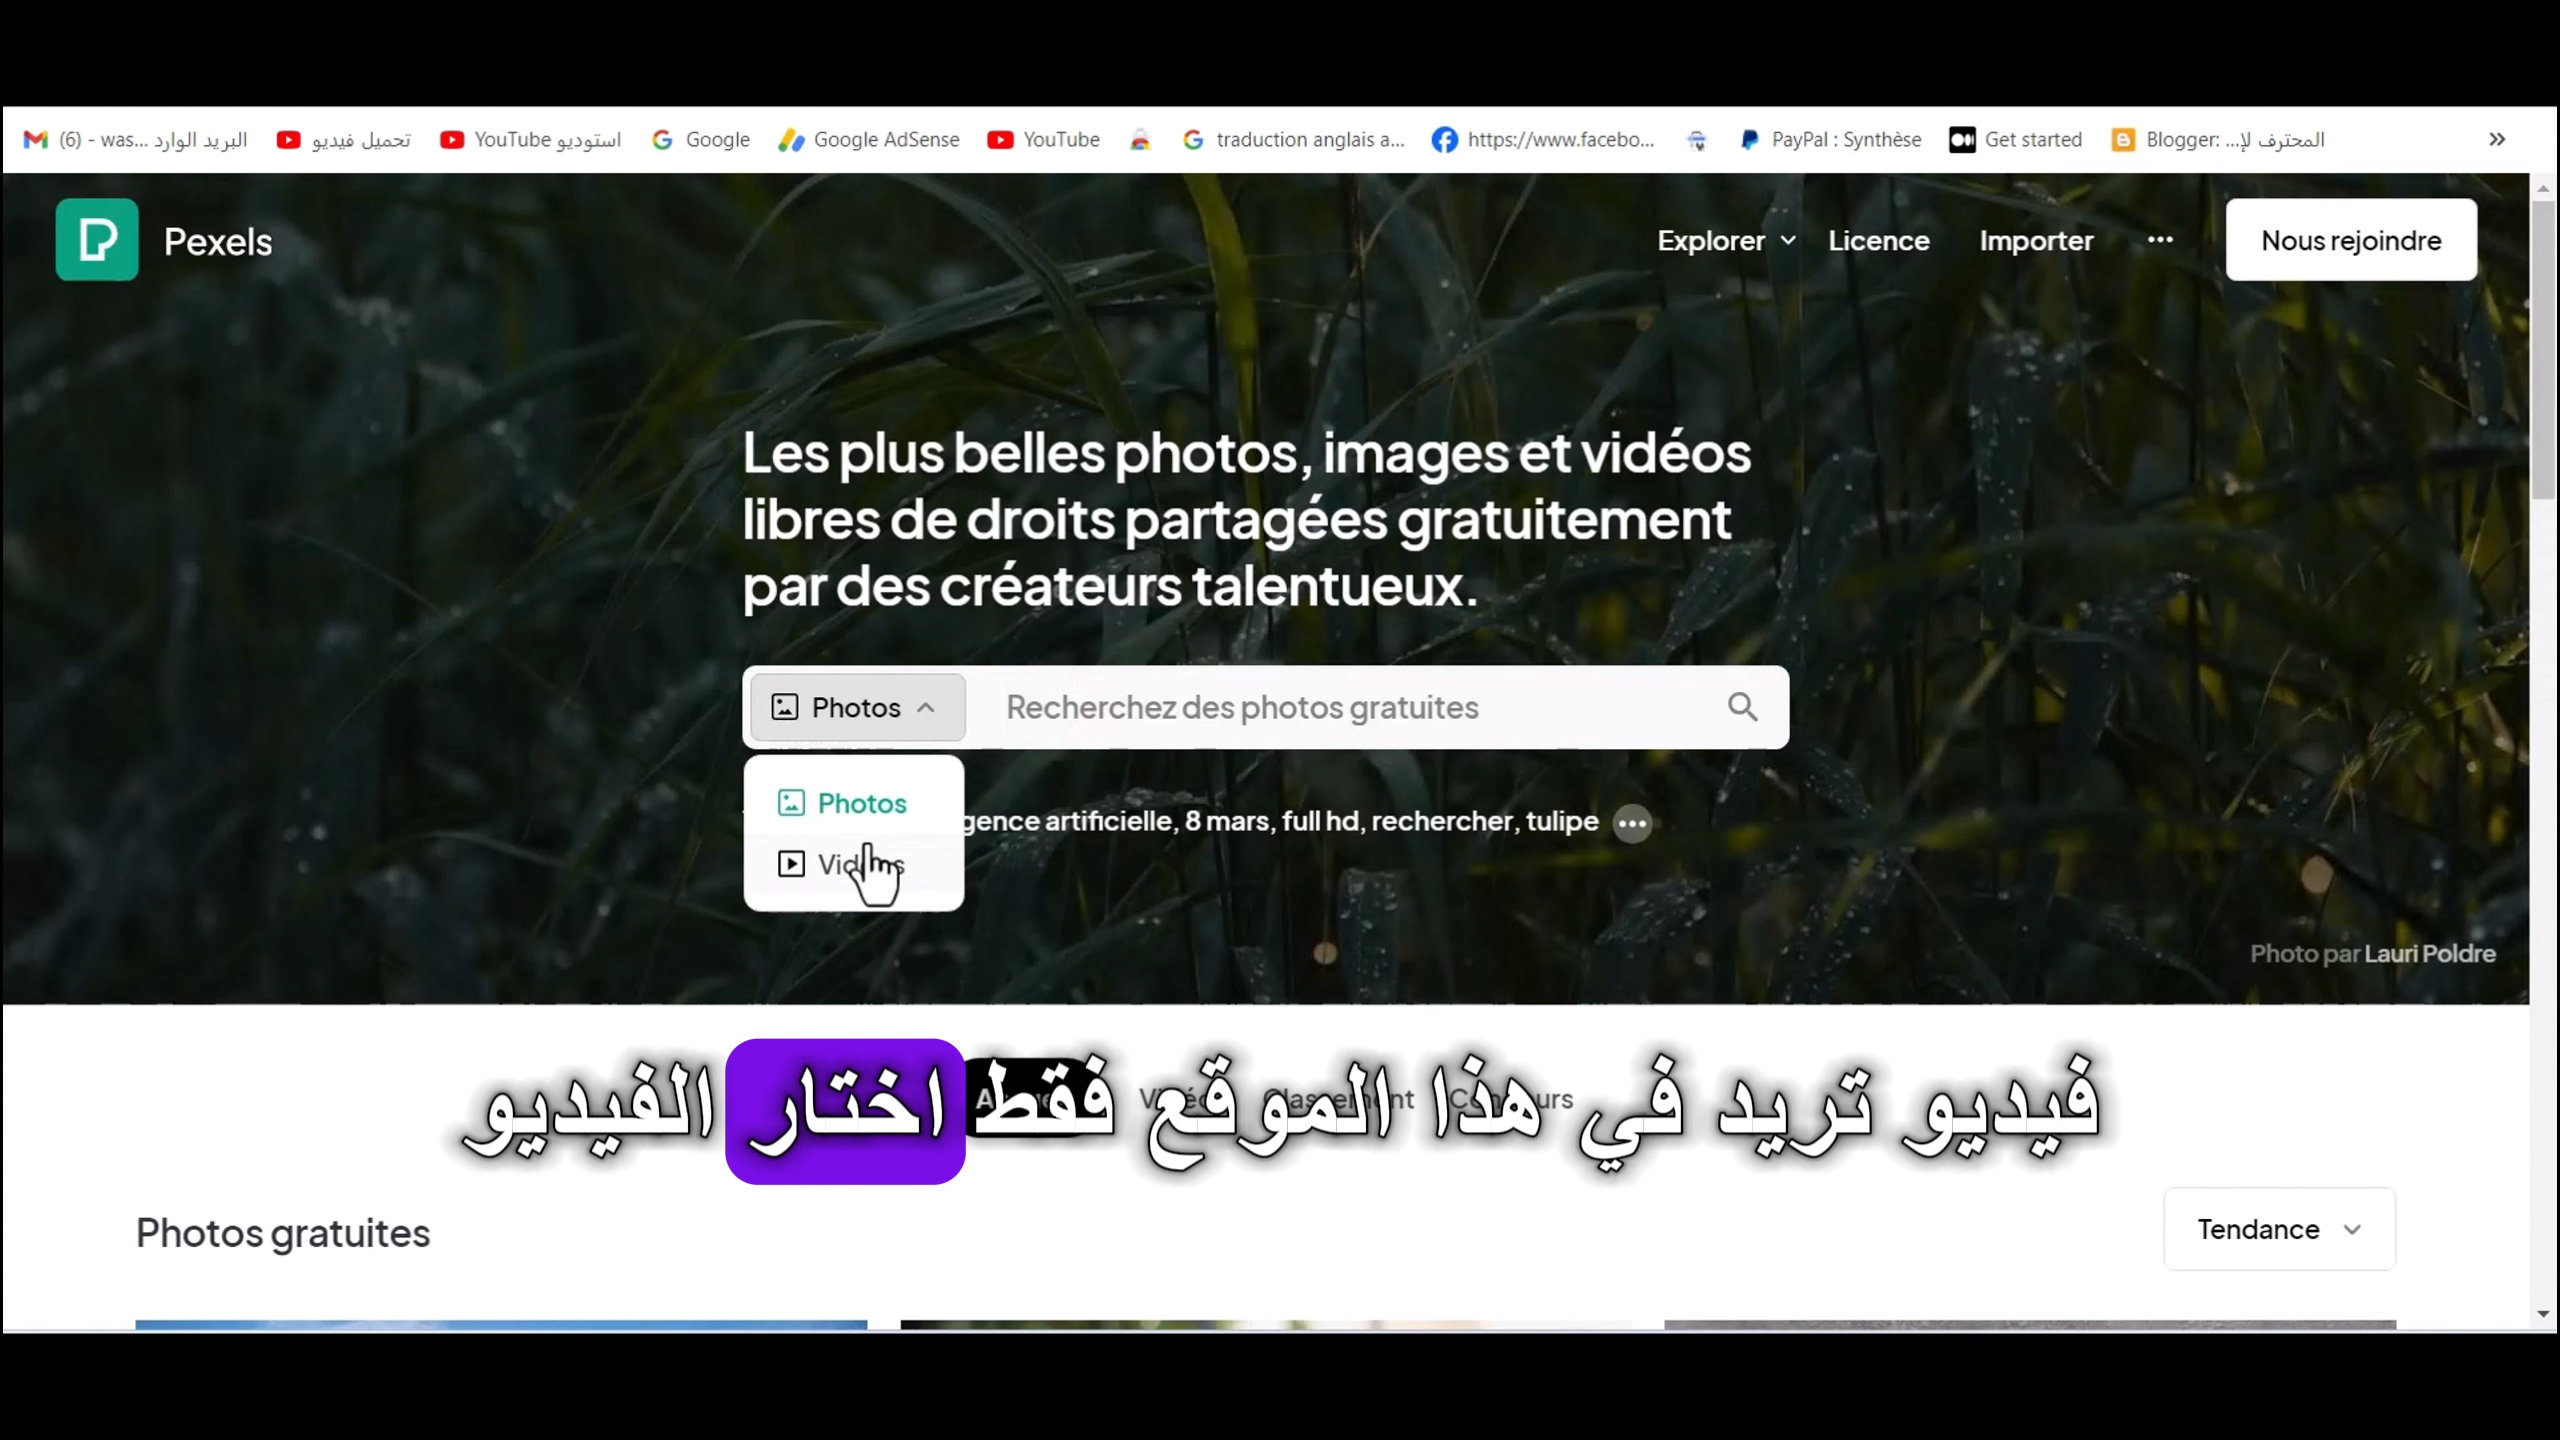 (6) - was... البريد الوارد
تحميل فيديو
استوديو YouTube
Google
Google AdSense
YouTube
traduction anglais a...
https://www.facebo...
PayPal : Synthèse
Get started
Blogger: ...المحترف لإ
Pexels
Explorer
Licence
Importer
Nous rejoindre
Les plus belles photos, images et vidéos
libres de droits partagées gratuitement
par des créateurs talentueux.
Photos
Recherchez des photos gratuites
Photos
gence artificielle, 8 mars, full hd, rechercher, tulipe
Photo par Lauri Poldre
فيديو تريد في هذا الموقع فقط اختار الفيديو
Photos gratuites
Tendance